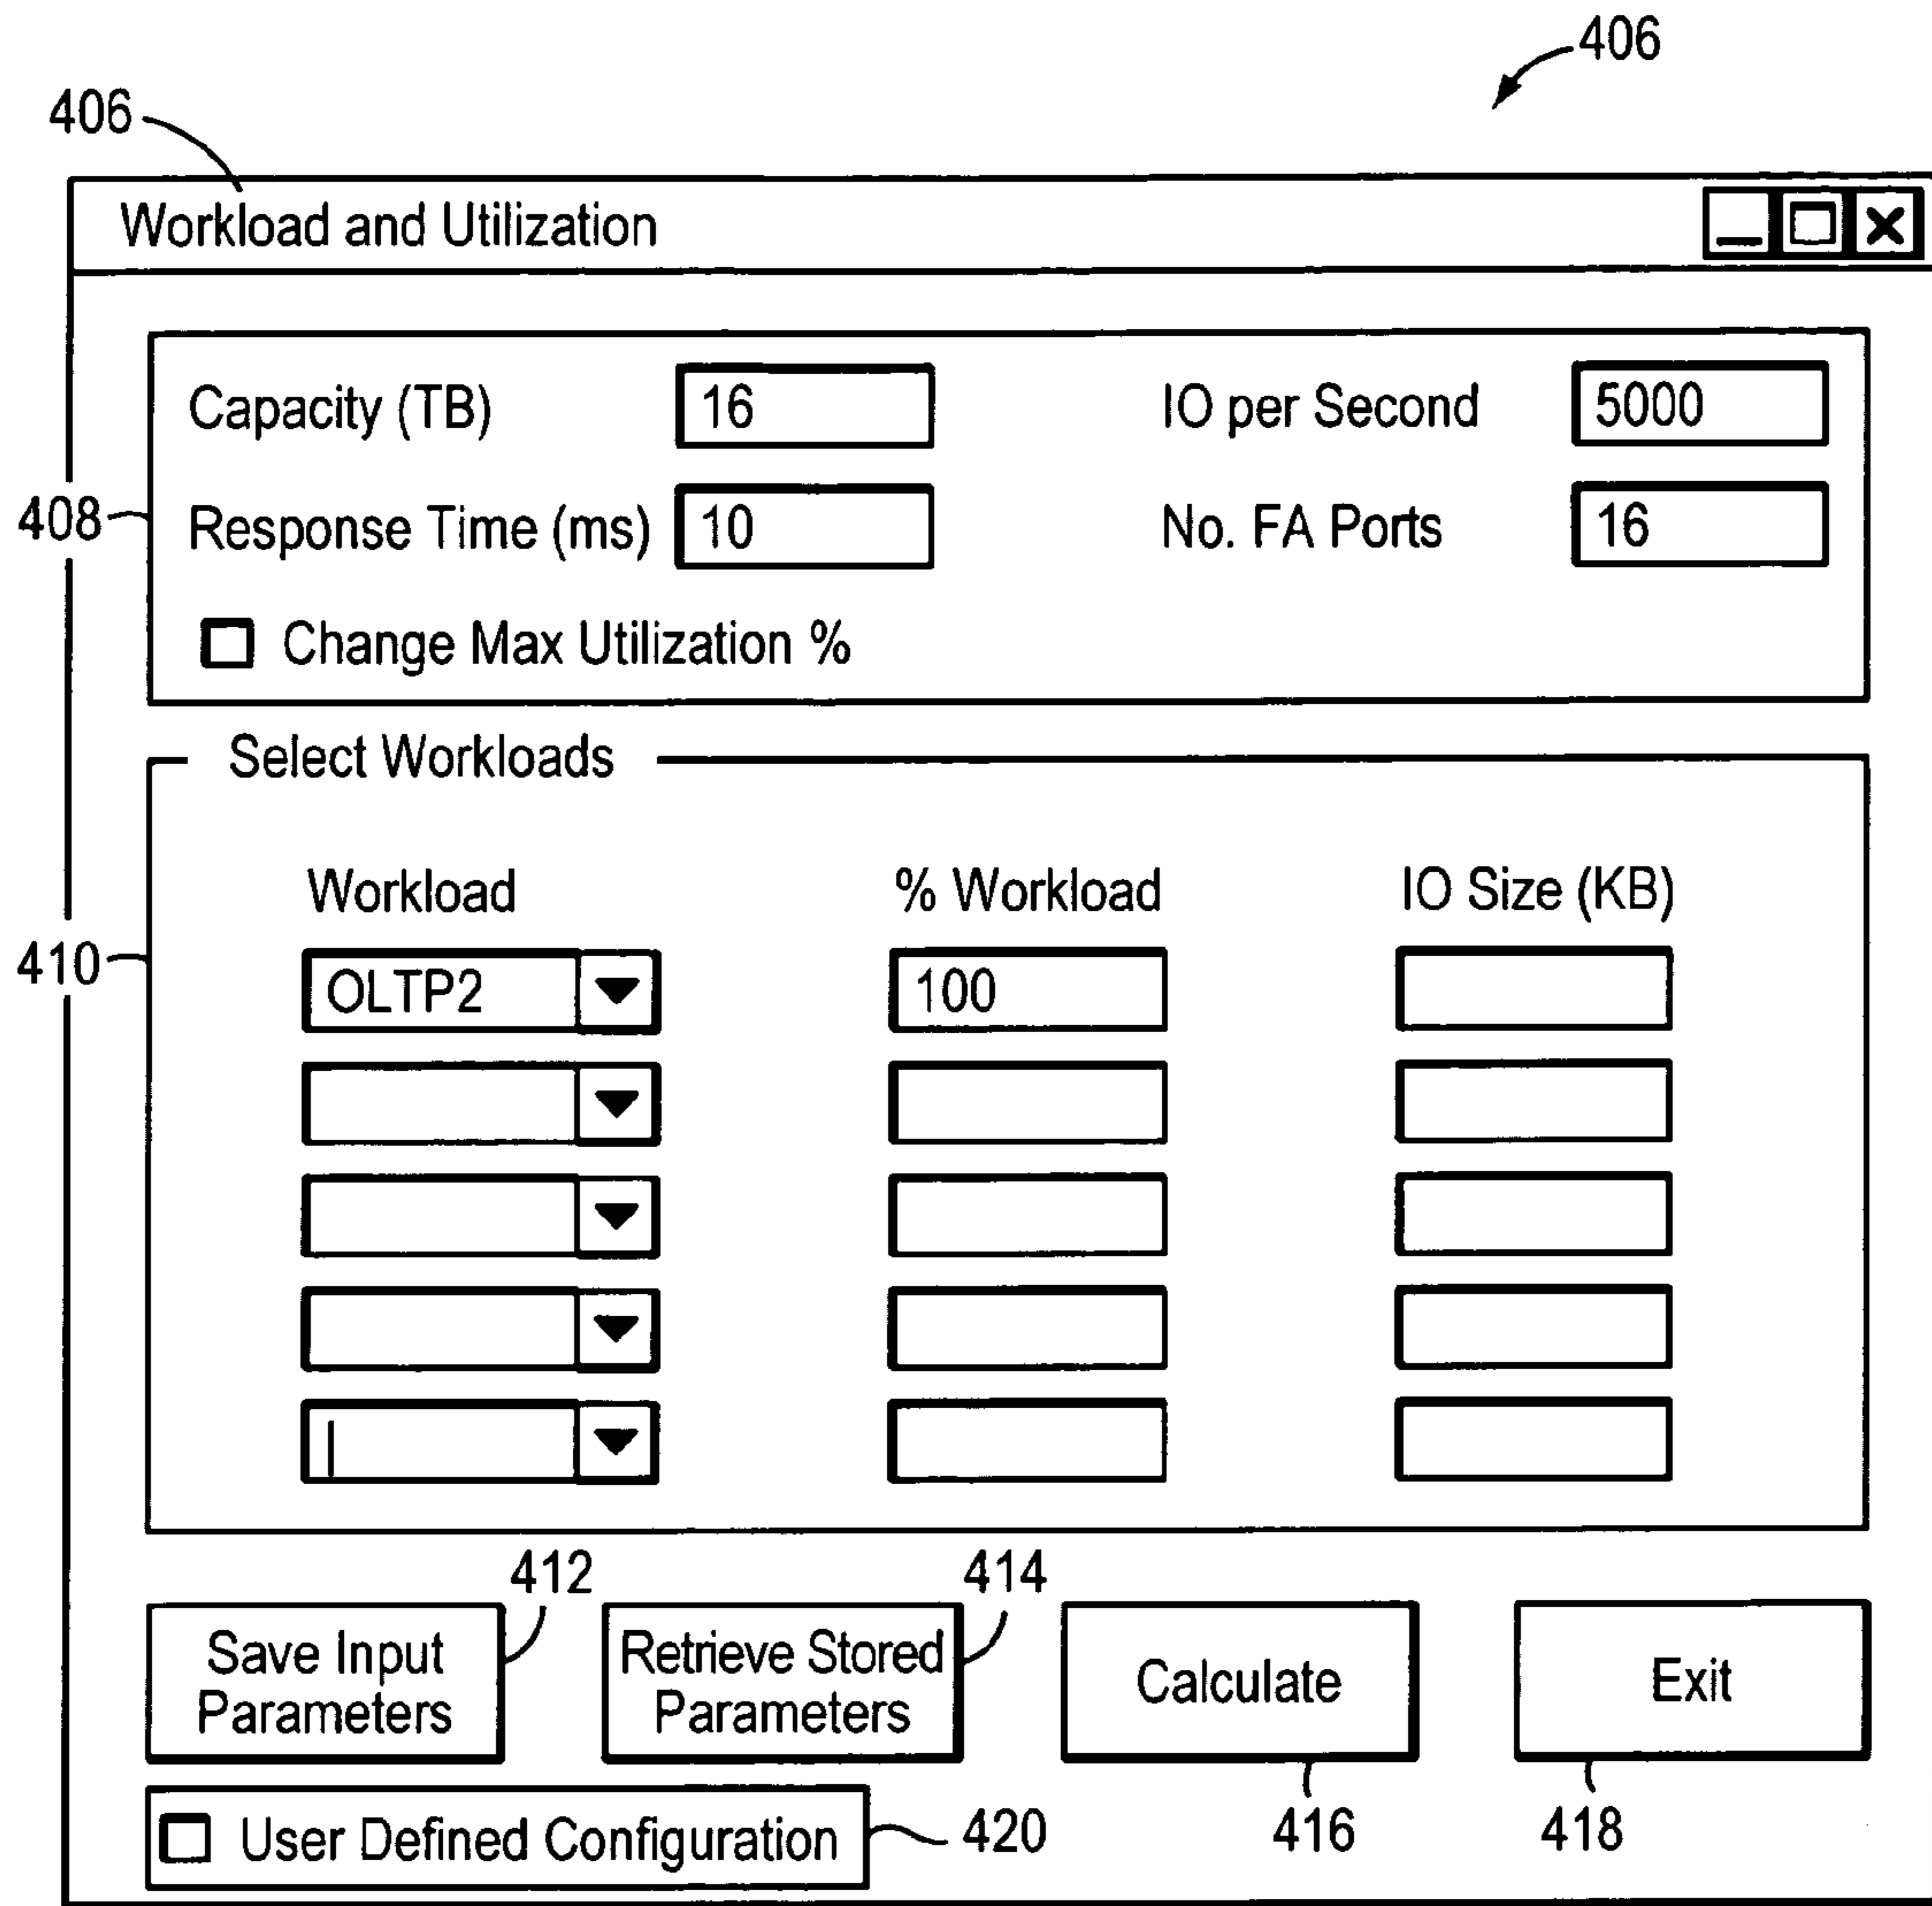 406
406
Workload and Utilization
Capacity (TB) 16 IO per Second 5000
408
Response Time (ms) 10 No. FA Ports 16
Change Max Utilization %
Select Workloads
Workload % Workload IO Size (KB)
410
OLTP2 100
412 414
Save Input Parameters
Retrieve Stored Parameters
Calculate
Exit
User Defined Configuration 420 416 418